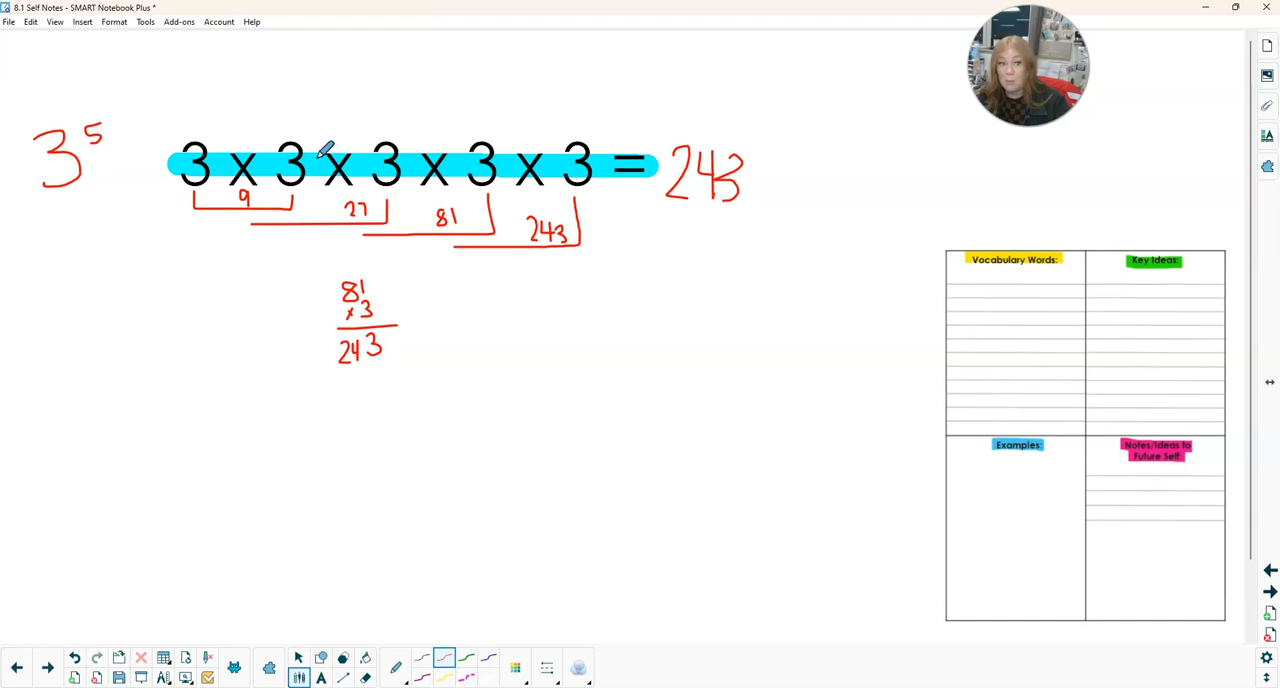 8.1 Self Notes - SMART Notebook Plus *
File Edit View Insert Format Tools Add-ons Account Help
3⁵ 3 x 3 x 3 x 3 x 3 = 243
9 27 81 243
81
x 3
243
Vocabulary Words: Key Ideas:
Examples: Notes/Ideas to
Future Self